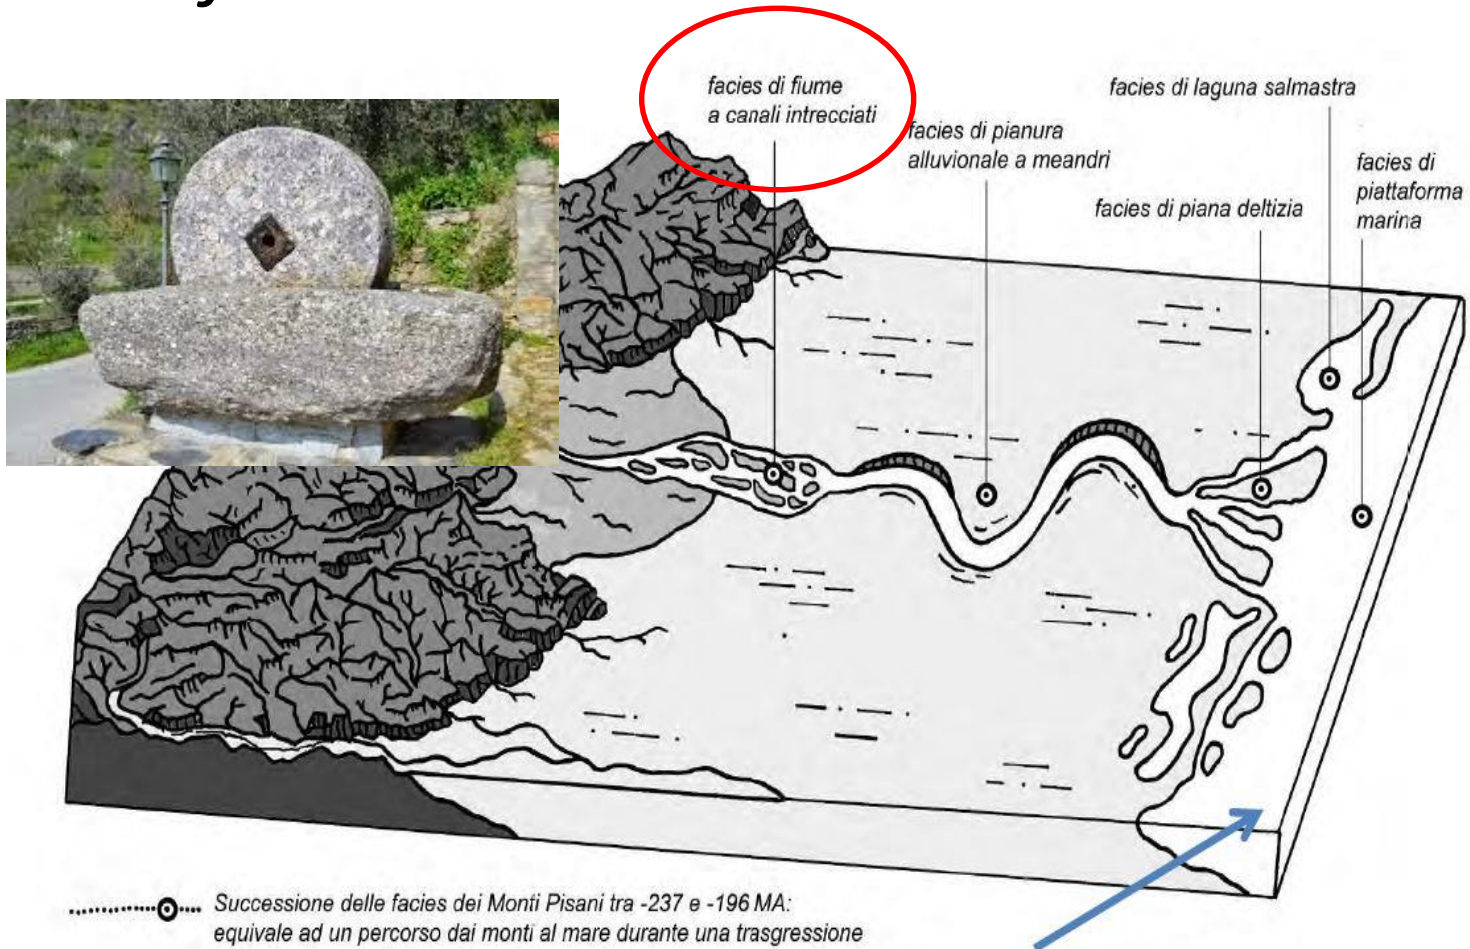 facies di fiume
a canali intrecciati
facies di pianura
alluvionale a meandri
facies di laguna salmastra
facies di piana deltizia
facies di
piattaforma
marina
Successione delle facies dei Monti Pisani tra -237 e -196 MA:
equivale ad un percorso dai monti al mare durante una trasgressione